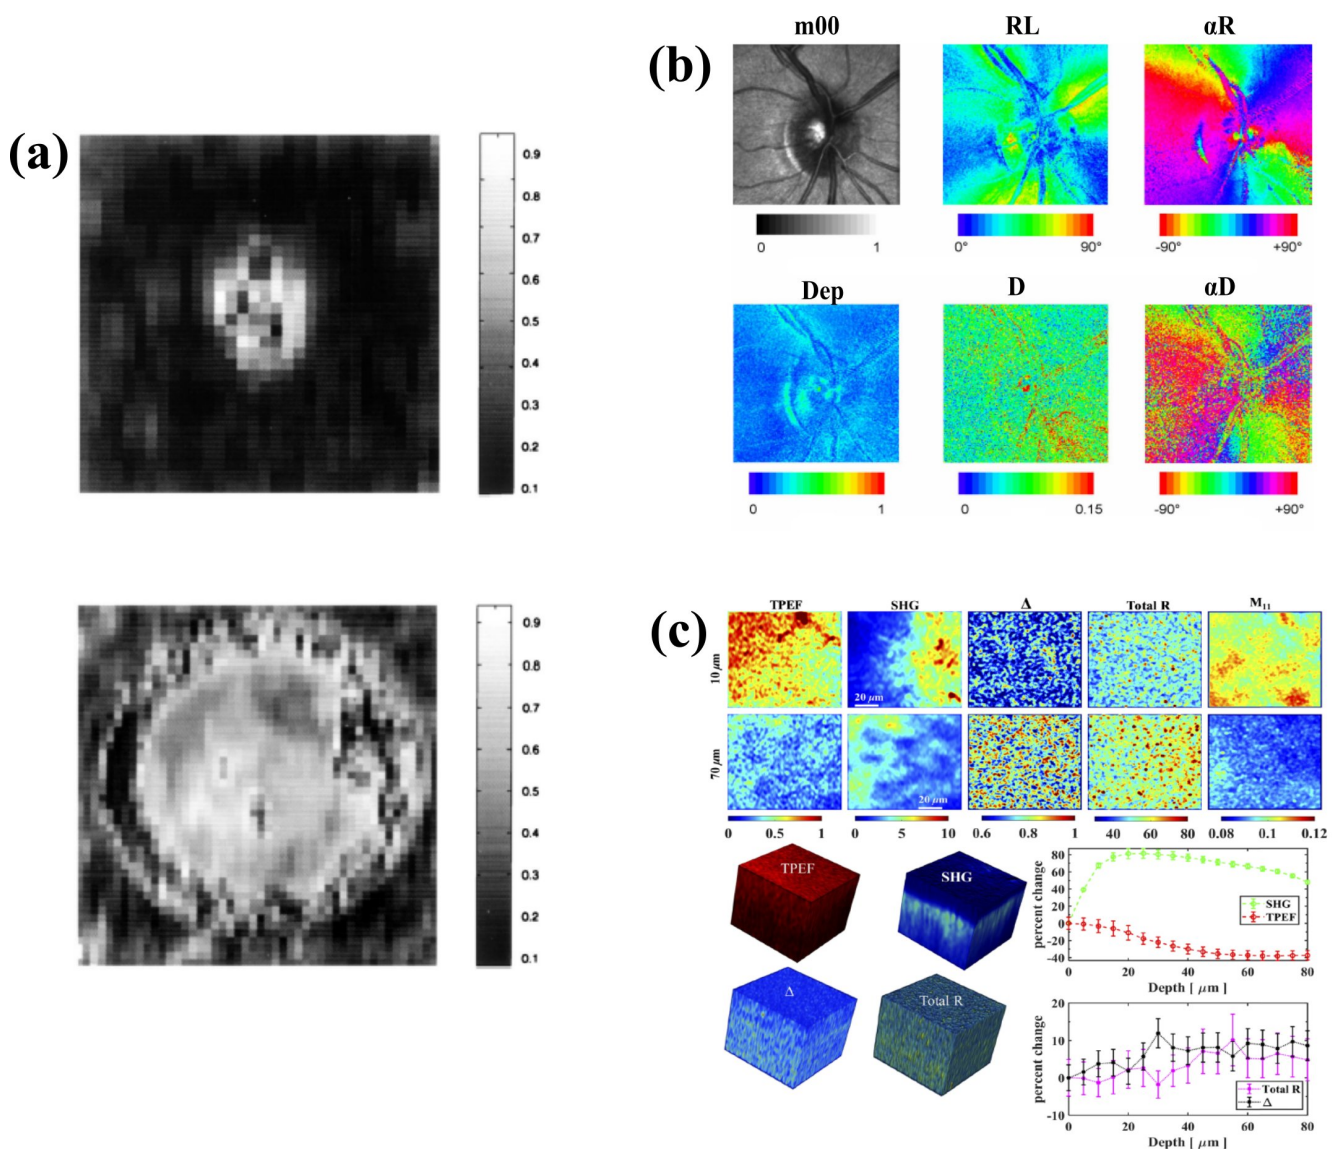 (a)
0.9
0.8
0.7
0.6
0.5
0.4
0.3
0.2
0.1
0.9
0.8
0.7
0.6
0.5
0.4
0.3
0.2
0.1
(b)
m00 RL αR
0 1 0° 90° -90° +90°
Dep D αD
0 1 0 0.15 -90° +90°
(c)
TPEF SHG Δ Total R M11
10 μm
20 μm
70 μm
20 μm
0 0.5 1 0 5 10 0.6 0.8 1 40 60 80 0.08 0.1 0.12
TPEF
SHG
Δ
Total R
percent change
80
60
40
20
0
-20
-40
SHG
TPEF
0 20 40 60 80
Depth [ μm ]
percent change
20
10
0
-10
Total R
Δ
0 20 40 60 80
Depth [ μm ]